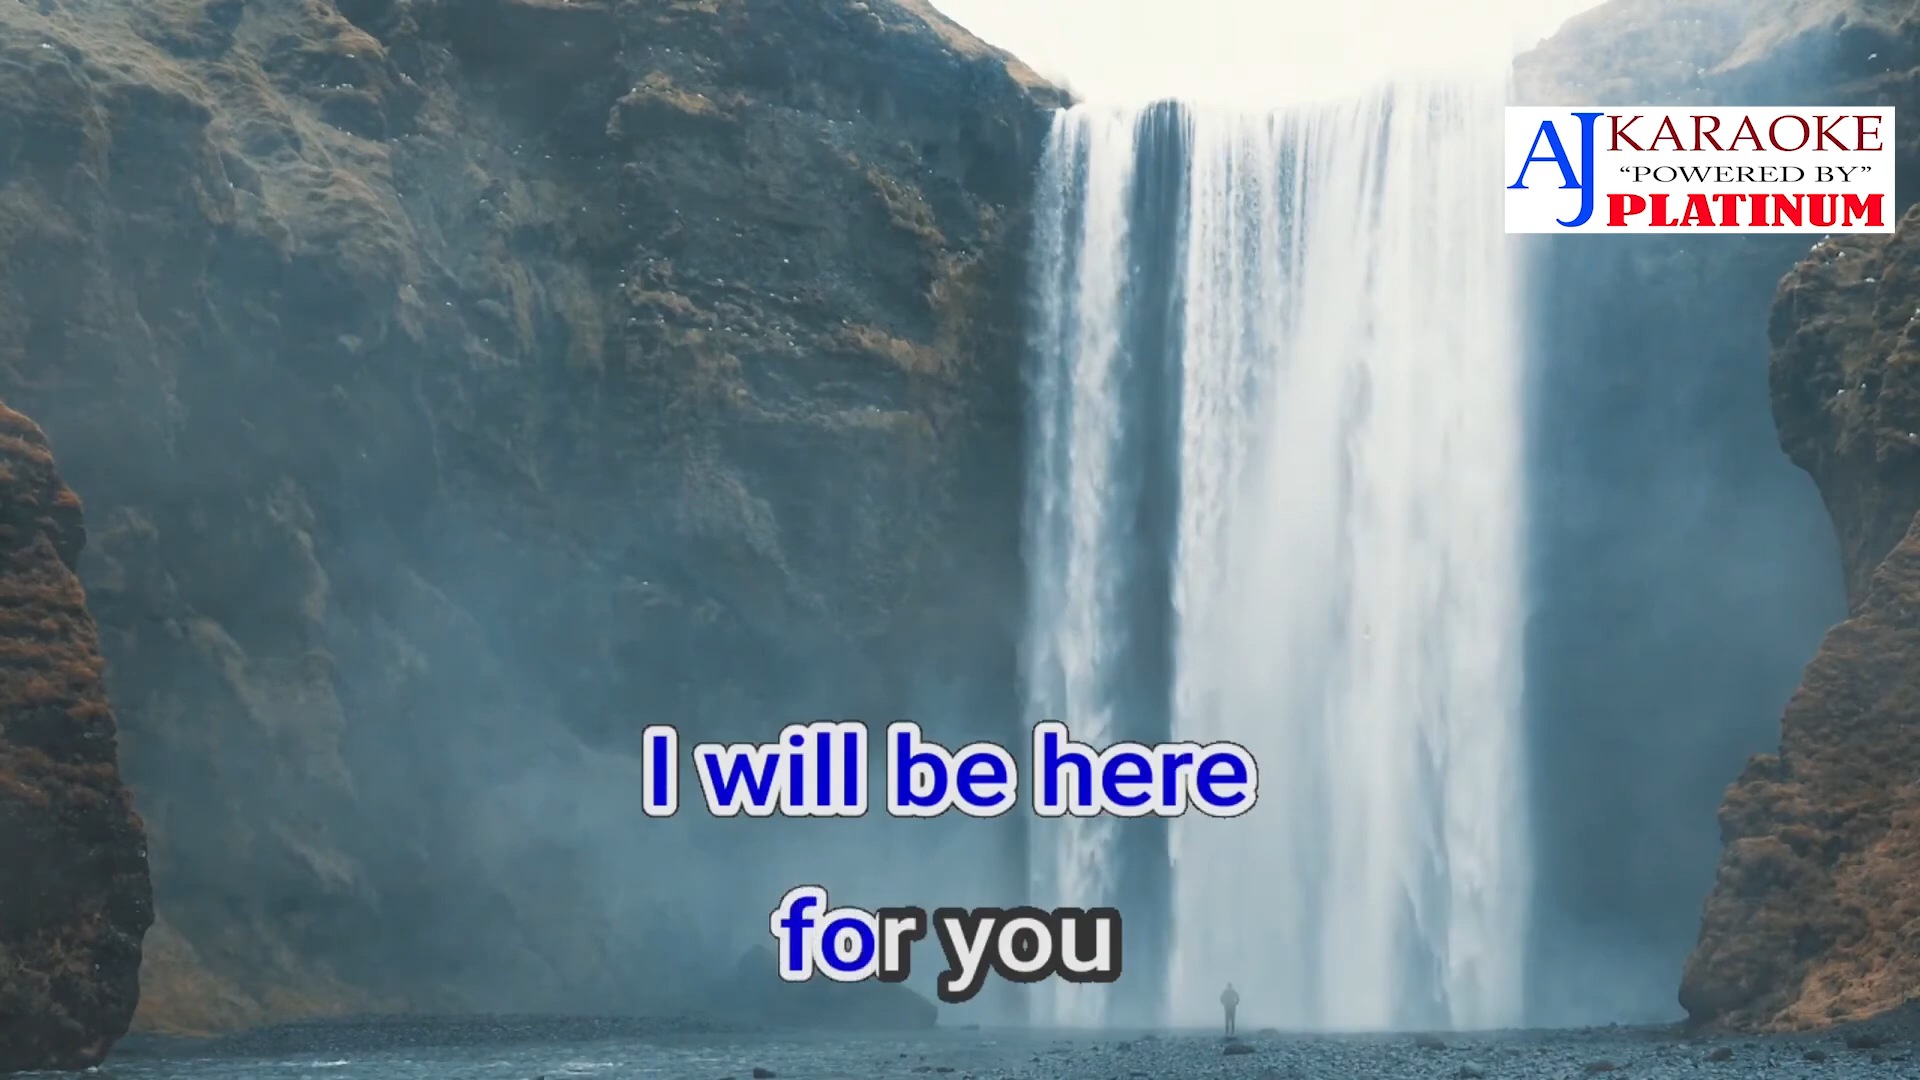 AJ KARAOKE
“POWERED BY”
PLATINUM
I will be here
for you